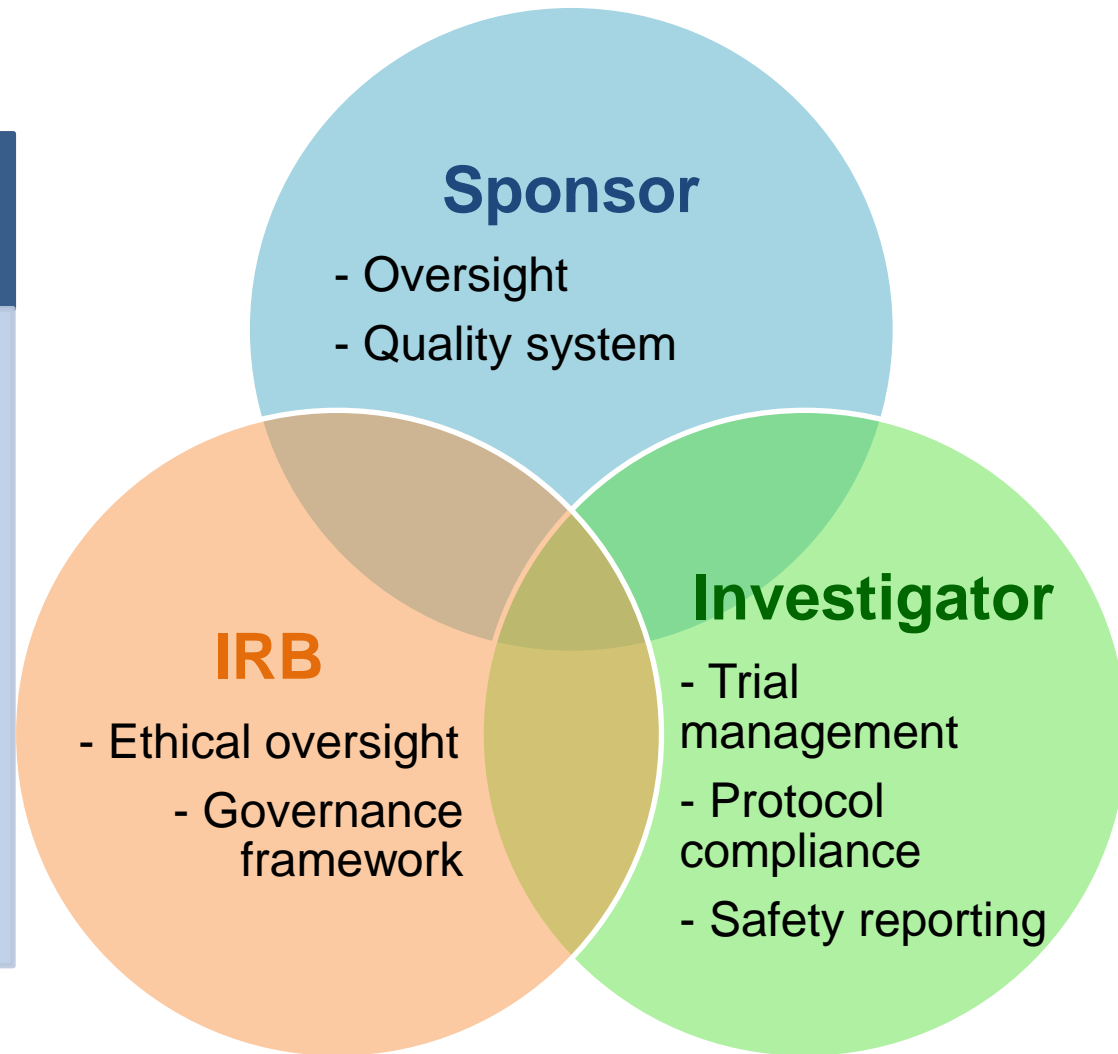 Sponsor
- Oversight
- Quality system
IRB
- Ethical oversight
- Governance
framework
Investigator
- Trial
management
- Protocol
compliance
- Safety reporting